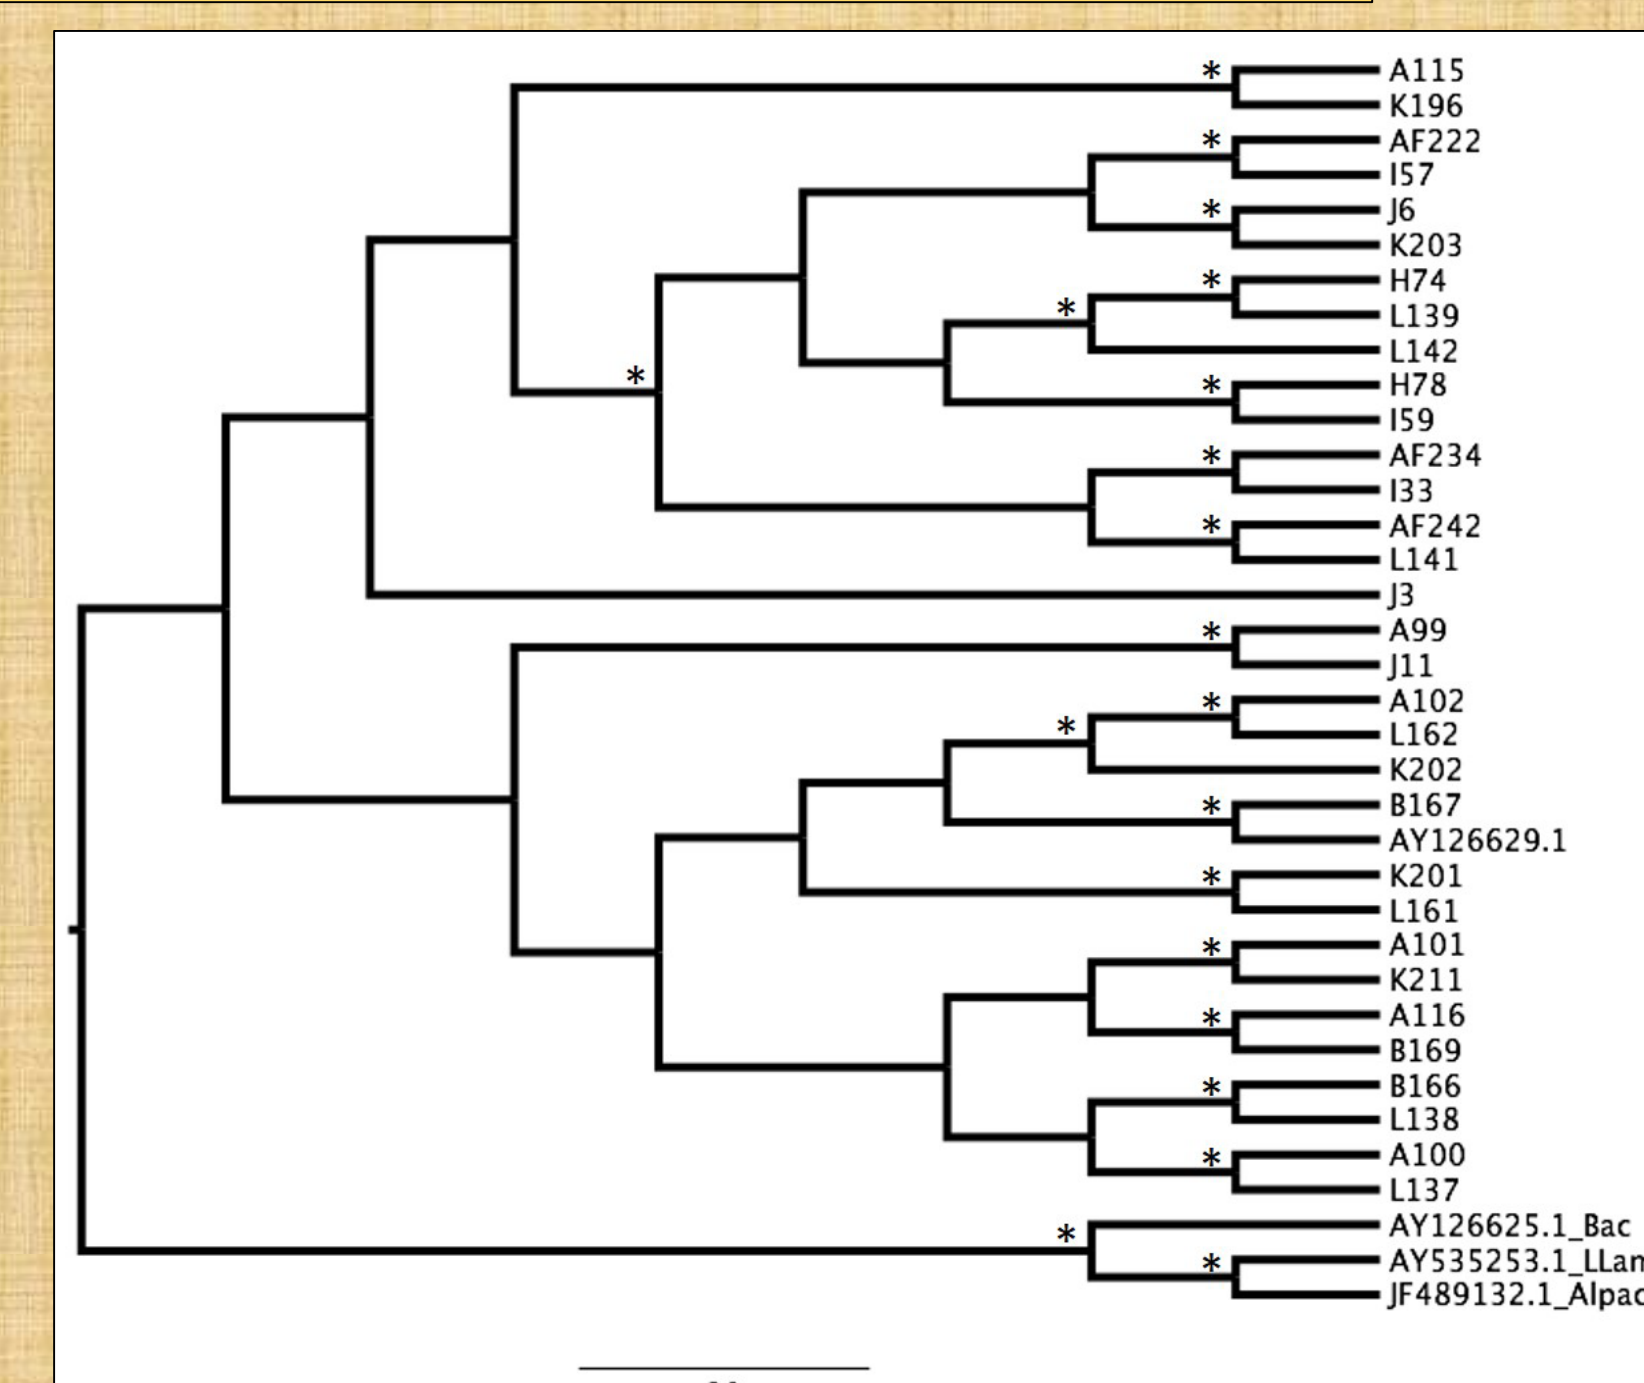 *
A115
K196
*
AF222
I57
*
J6
K203
*
H74
*
L139
L142
*
*
H78
I59
*
AF234
I33
*
AF242
L141
J3
*
A99
J11
*
A102
*
L162
K202
*
B167
AY126629.1
*
K201
L161
*
A101
K211
*
A116
B169
*
B166
L138
*
A100
L137
*
AY126625.1_Bac
*
AY535253.1_LLam
JF489132.1_Alpac